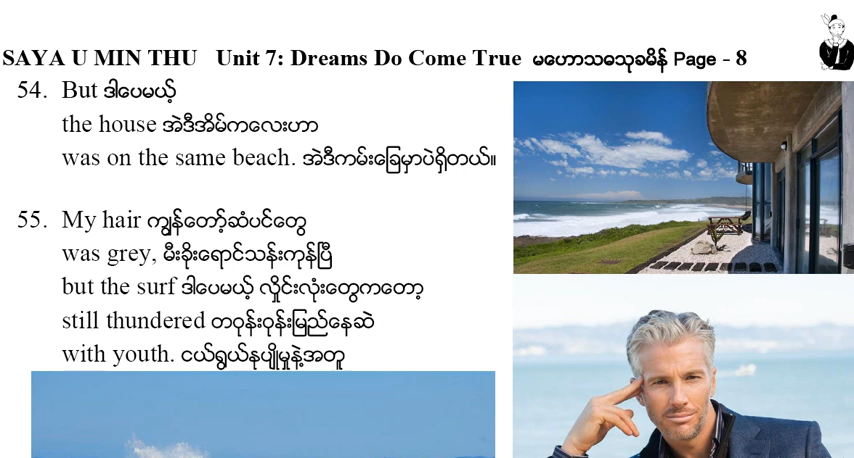 SAYA U MIN THU Unit 7: Dreams Do Come True မဟောသဓသုခမိန် Page - 8
54. But ဒါပေမယ့်
the house အဲဒီအိမ်ကလေးဟာ
was on the same beach. အဲဒီကမ်းခြေမှာပဲရှိတယ်။
55. My hair ကျွန်တော့်ဆံပင်တွေ
was grey, မီးခိုးရောင်သန်းကုန်ပြီ
but the surf ဒါပေမယ့် လှိုင်းလုံးတွေကတော့
still thundered တဝုန်းဝုန်းမြည်နေဆဲ
with youth. ငယ်ရွယ်နုပျိုမှုနဲ့အတူ